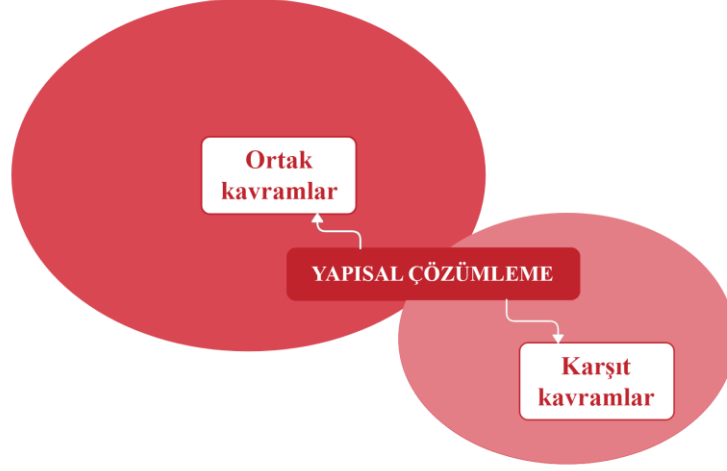 Ortak
kavramlar
YAPISAL ÇÖZÜMLEME
Karşıt
kavramlar